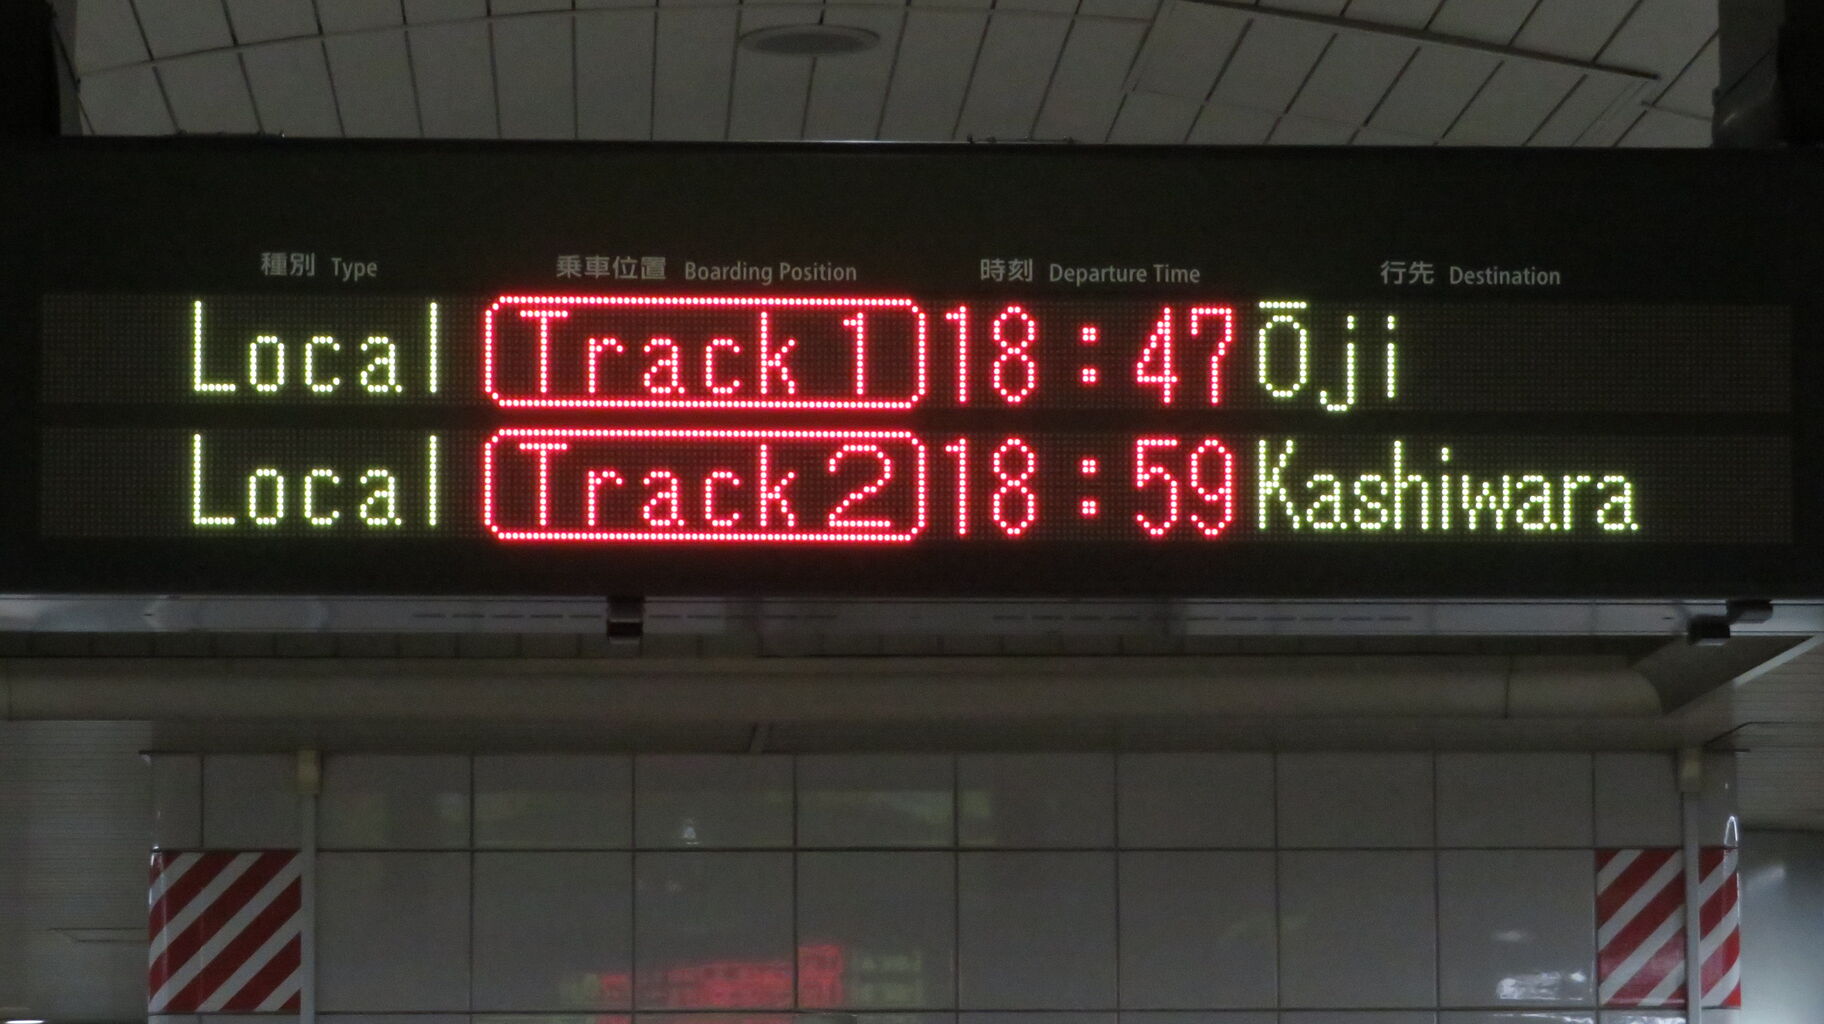 種別 Type 乗車位置 Boarding Position 時刻 Departure Time 行先 Destination
Local Track 1 18:47 Ōji
Local Track 2 18:59 Kashiwara